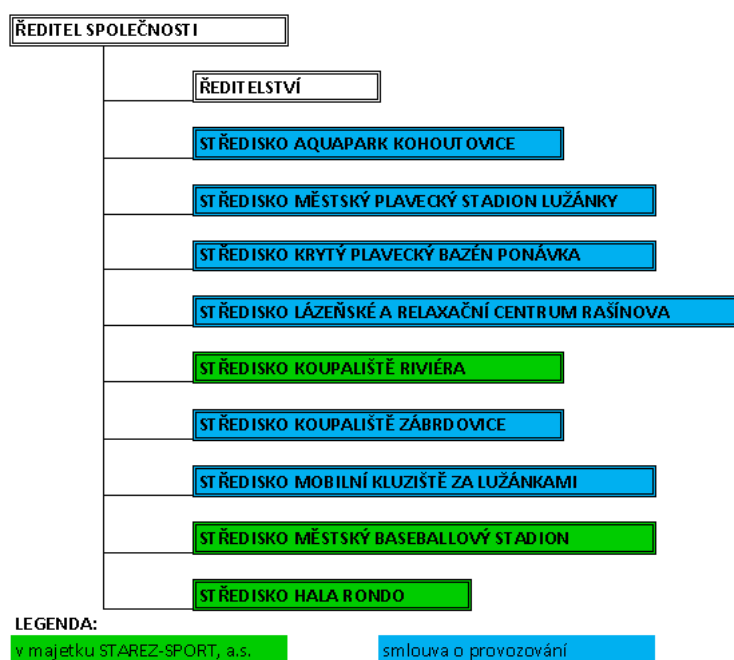 ŘEDITEL SPOLEČNOSTI
ŘEDITELSTVÍ
STŘEDISKO AQUAPARK KOHOUTOVICE
STŘEDISKO MĚSTSKÝ PLAVECKÝ STADION LUŽÁNKY
STŘEDISKO KRYTÝ PLAVECKÝ BAZÉN PONÁVKA
STŘEDISKO LÁZEŇSKÉ A RELAXAČNÍ CENTRUM RAŠÍNOVA
STŘEDISKO KOUPALIŠTĚ RIVIÉRA
STŘEDISKO KOUPALIŠTĚ ZÁBRDOVICE
STŘEDISKO MOBILNÍ KLUZIŠTĚ ZA LUŽÁNKAMI
STŘEDISKO MĚSTSKÝ BASEBALLOVÝ STADION
STŘEDISKO HALA RONDO
LEGENDA:
v majetku STAREZ-SPORT, a.s.
smlouva o provozování